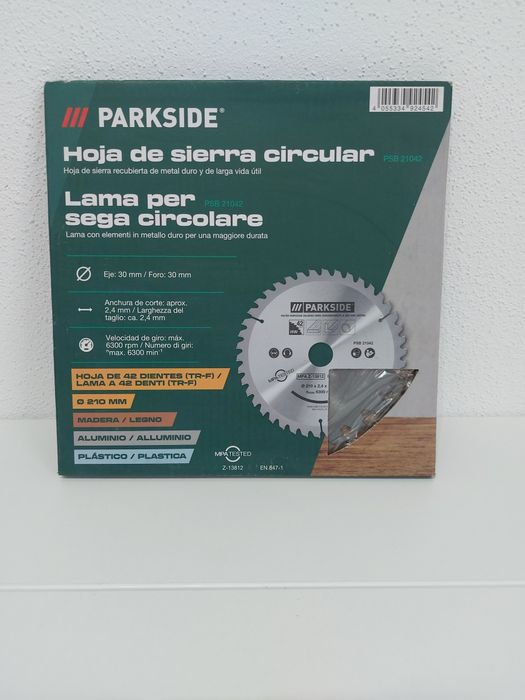 PARKSIDE®
4 055334 924542
Hoja de sierra circular PSB 21042
Hoja de sierra recubierta de metal duro y de larga vida útil
Lama per PSB 21042
sega circolare
Lama con elementi in metallo duro per una maggiore durata
Eje: 30 mm / Foro: 30 mm
Anchura de corte: aprox.
2,4 mm / Larghezza del
taglio: ca. 2,4 mm
Velocidad de giro: máx.
6300 rpm / Numero di giri:
"max. 6300 min⁻¹
HOJA DE 42 DIENTES (TR-F) /
LAMA A 42 DENTI (TR-F)
Ø 210 MM
MADERA / LEGNO
ALUMINIO / ALLUMINIO
PLÁSTICO / PLASTICA
PARKSIDE
42
PSB 21042
MPA TESTED
Z-13812
EN 847-1